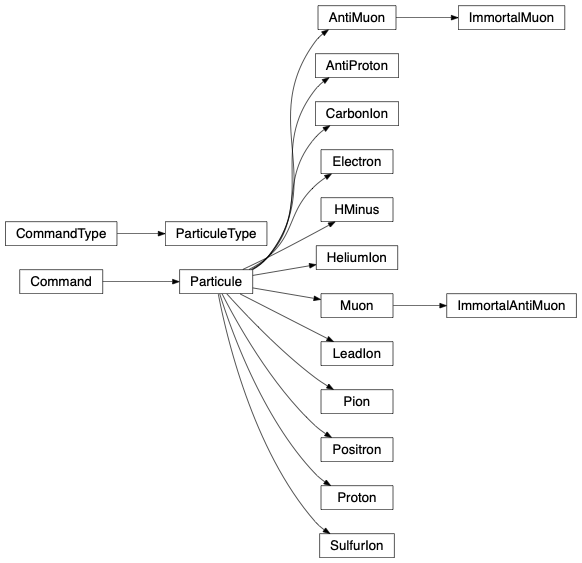 AntiMuon
ImmortalMuon
AntiProton
CarbonIon
Electron
HMinus
CommandType
ParticuleType
HeliumIon
Command
Particule
Muon
ImmortalAntiMuon
LeadIon
Pion
Positron
Proton
SulfurIon